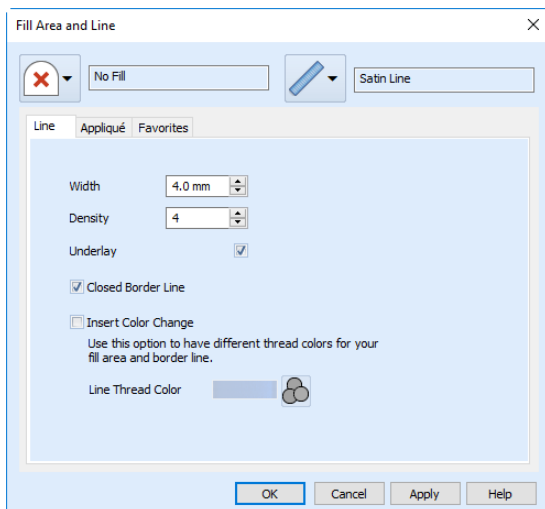 Fill Area and Line
No Fill
Satin Line
Line Appliqué Favorites
Width 4.0 mm
Density 4
Underlay
Closed Border Line
Insert Color Change
Use this option to have different thread colors for your
fill area and border line.
Line Thread Color
OK Cancel Apply Help